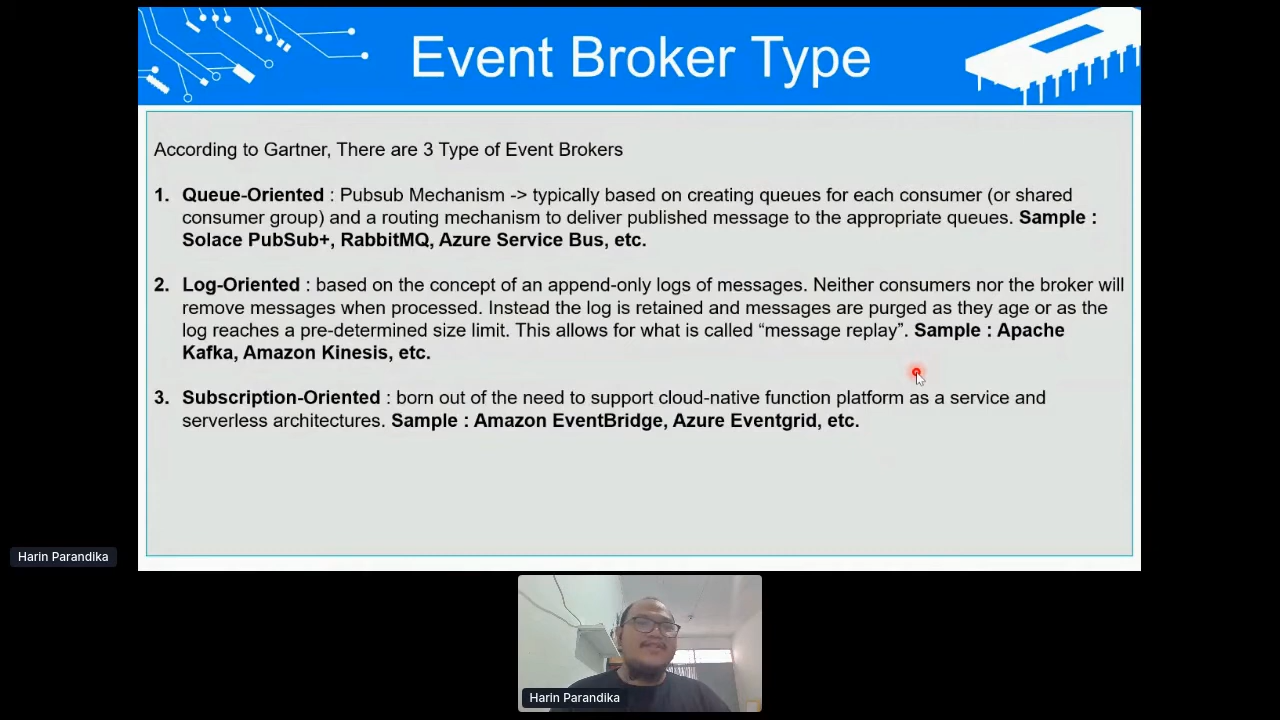 Event Broker Type
According to Gartner, There are 3 Type of Event Brokers
1. Queue-Oriented : Pubsub Mechanism -> typically based on creating queues for each consumer (or shared
consumer group) and a routing mechanism to deliver published message to the appropriate queues. Sample :
Solace PubSub+, RabbitMQ, Azure Service Bus, etc.
2. Log-Oriented : based on the concept of an append-only logs of messages. Neither consumers nor the broker will
remove messages when processed. Instead the log is retained and messages are purged as they age or as the
log reaches a pre-determined size limit. This allows for what is called “message replay”. Sample : Apache
Kafka, Amazon Kinesis, etc.
3. Subscription-Oriented : born out of the need to support cloud-native function platform as a service and
serverless architectures. Sample : Amazon EventBridge, Azure Eventgrid, etc.
Harin Parandika
Harin Parandika